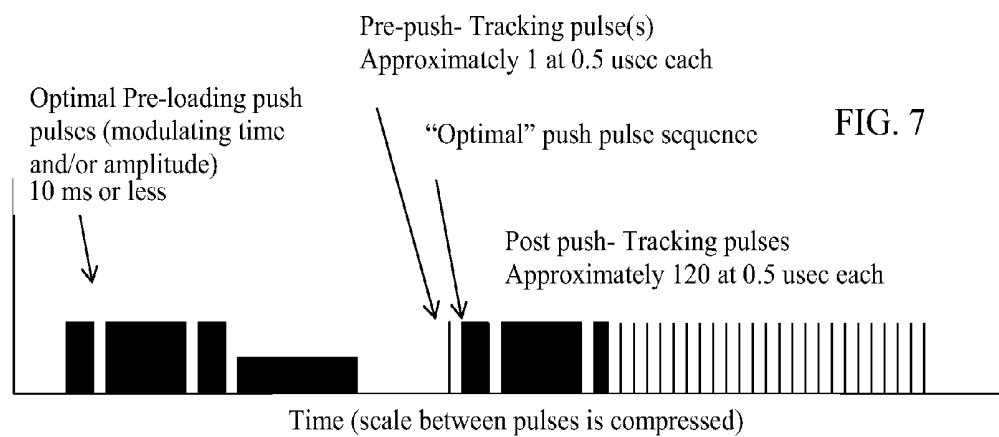 Pre-push- Tracking pulse(s)
Approximately 1 at 0.5 usec each
Optimal Pre-loading push
pulses (modulating time
and/or amplitude)
10 ms or less
“Optimal” push pulse sequence
FIG. 7
Post push- Tracking pulses
Approximately 120 at 0.5 usec each
Time (scale between pulses is compressed)